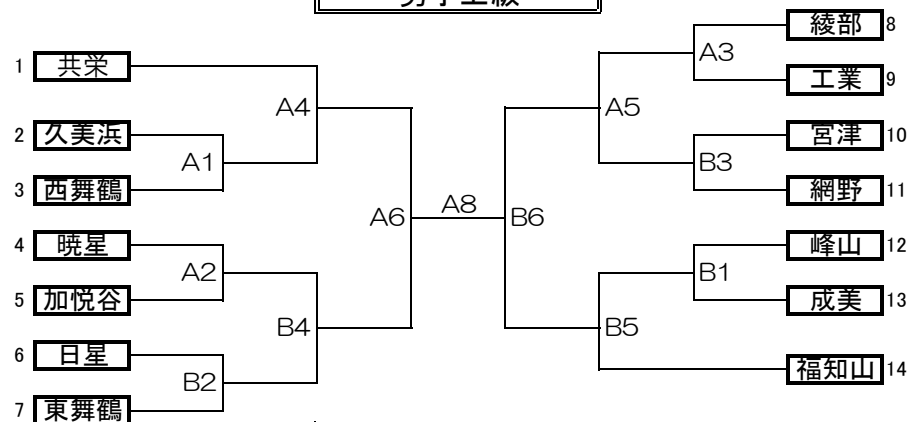 男子上級
1 共栄
2 久美浜
3 西舞鶴
4 暁星
5 加悦谷
6 日星
7 東舞鶴
A4
A1
A2
B4
B2
A6
A8
B6
A5
B5
A3
B3
B1
綾部 8
工業 9
宮津 10
網野 11
峰山 12
成美 13
福知山 14